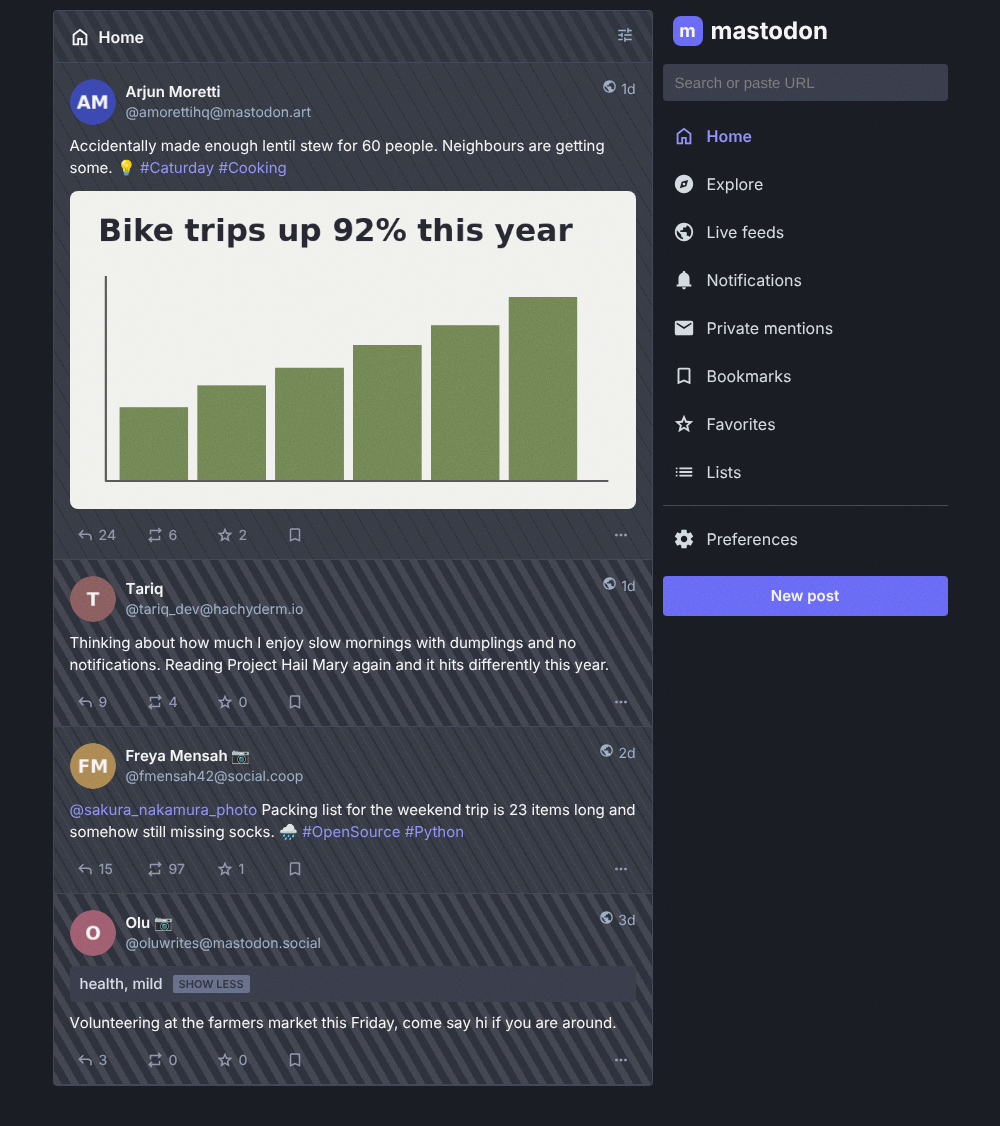 Home
AM
Arjun Moretti
1d
@amorettihq@mastodon.art
Accidentally made enough lentil stew for 60 people. Neighbours are getting
some. 💡 #Caturday #Cooking
Bike trips up 92% this year
24 6 2
T
Tariq
1d
@tariq_dev@hachyderm.io
Thinking about how much I enjoy slow mornings with dumplings and no
notifications. Reading Project Hail Mary again and it hits differently this year.
9 4 0
FM
Freya Mensah 📷
2d
@fmensah42@social.coop
@sakura_nakamura_photo Packing list for the weekend trip is 23 items long and
somehow still missing socks. 🌧️ #OpenSource #Python
15 97 1
O
Olu 📷
3d
@oluwrites@mastodon.social
health, mild SHOW LESS
Volunteering at the farmers market this Friday, come say hi if you are around.
3 0 0
m mastodon
Search or paste URL
Home
Explore
Live feeds
Notifications
Private mentions
Bookmarks
Favorites
Lists
Preferences
New post